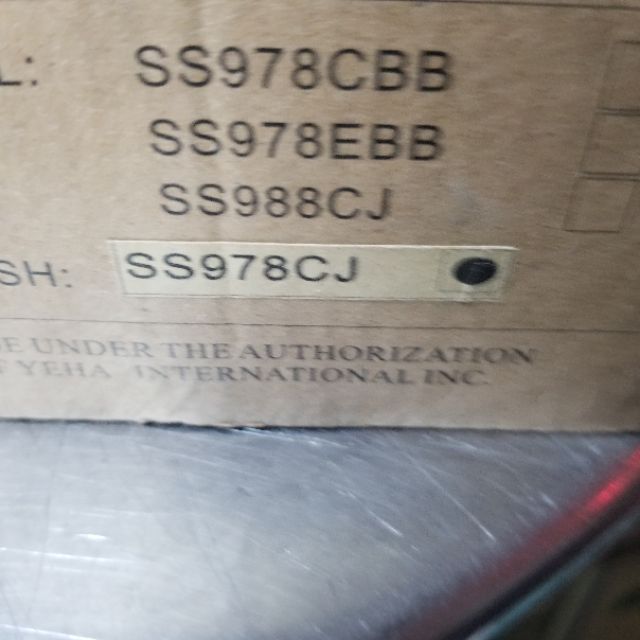 L: SS978CBB
SS978EBB
SS988CJ
SH: SS978CJ
E UNDER THE AUTHORIZATION
F YEHA INTERNATIONAL INC.